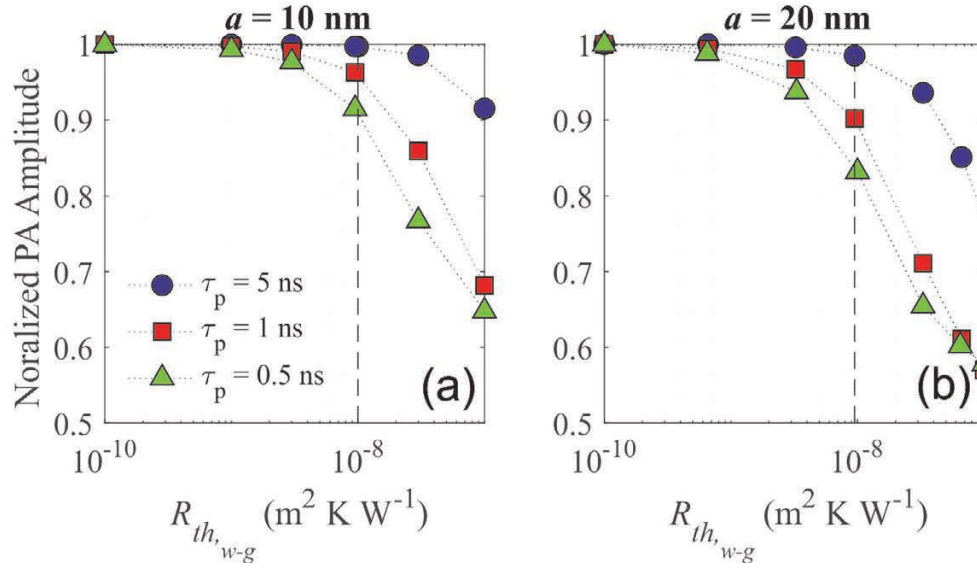 a = 10 nm
Noralized PA Amplitude
1
0.9
0.8
0.7
0.6
0.5
τp = 5 ns
τp = 1 ns
τp = 0.5 ns
(a)
10-10
10-8
Rth,w-g (m2 K W-1)
a = 20 nm
1
0.9
0.8
0.7
0.6
0.5
(b)
10-10
10-8
Rth,w-g (m2 K W-1)